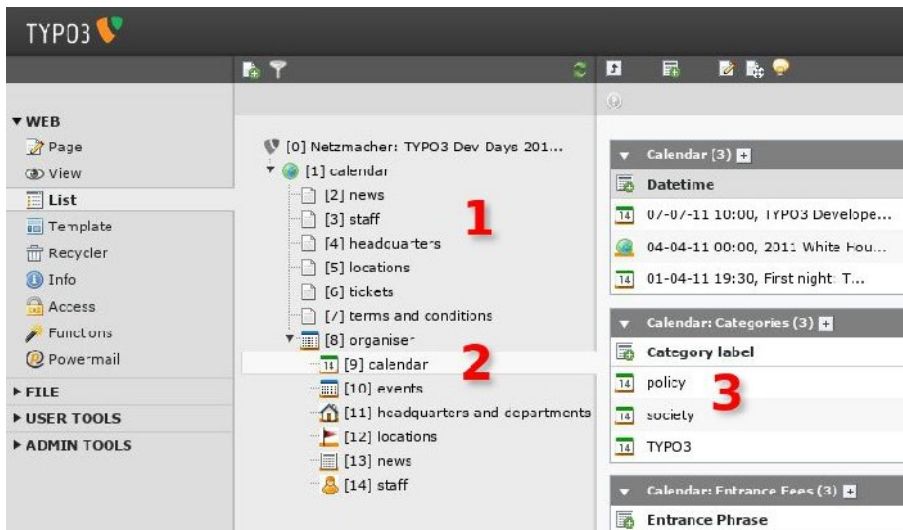 TYPO3
WEB
Page
View
List
Template
Recycler
Info
Access
Functions
Powermail
FILE
USER TOOLS
ADMIN TOOLS
[0] Netzmacher: TYPO3 Dev Days 201...
[1] calendar
[2] news
[3] staff
[4] headquarters
[5] locations
[6] tickets
[7] terms and conditions
[8] organiser
[9] calendar
[10] events
[11] headquarters and departments
[12] locations
[13] news
[14] staff
1
2
Calendar (3)
Datetime
14 07-07-11 10:00, TYPO3 Develope...
04-04-11 00:00, 2011 White Hou...
14 01-04-11 19:30, First night: T...
Calendar: Categories (3)
Category label
14 policy
14 society
14 TYPO3
3
Calendar: Entrance Fees (3)
Entrance Phrase